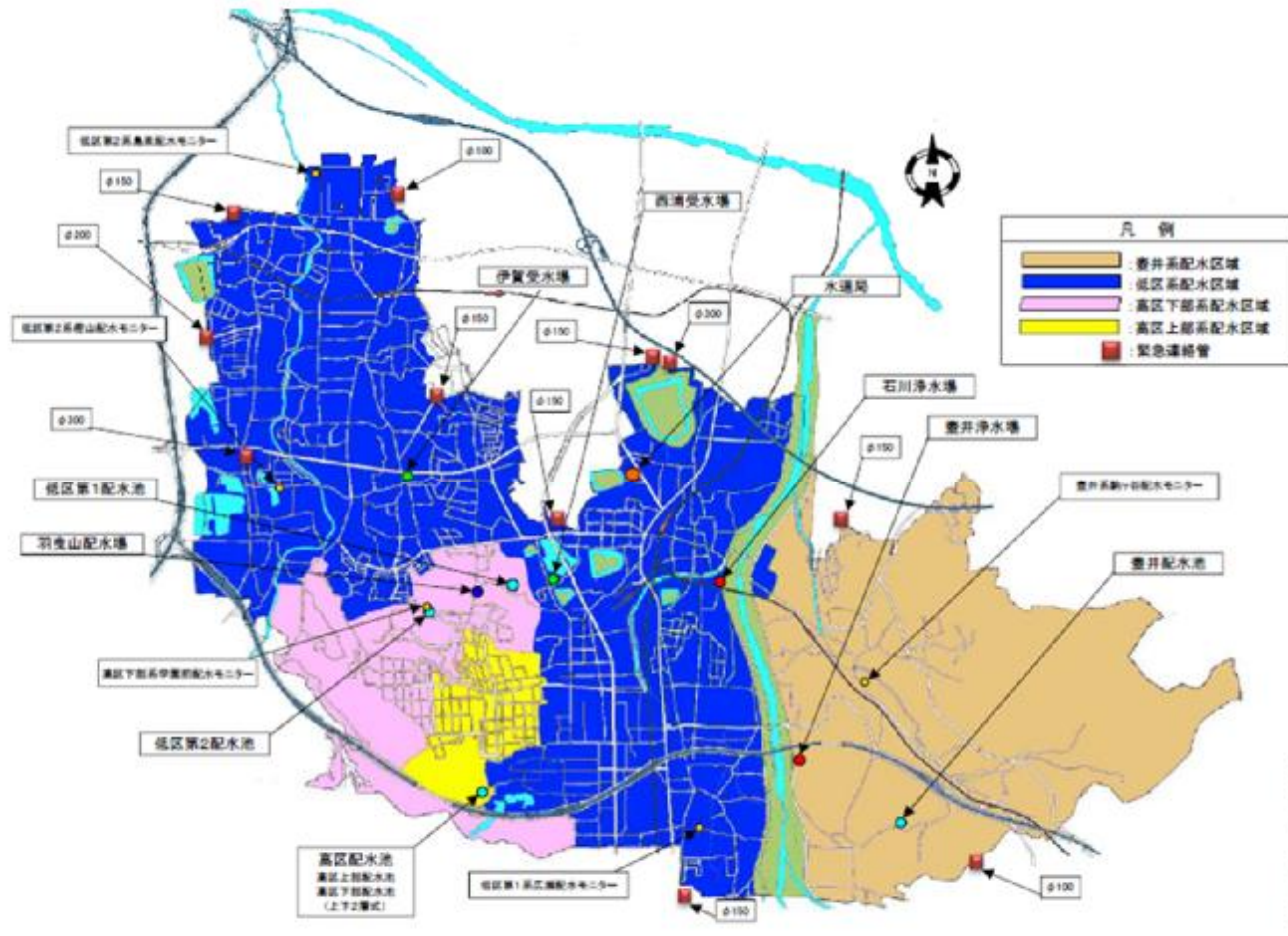 低区第2系島泉配水モニター
φ100
φ150
西浦受水場
N
φ200
凡 例
伊賀受水場
水道局
:壷井系配水区域
:低区系配水区域
:高区下部系配水区域
:高区上部系配水区域
:緊急連絡管
低区第2系樫山配水モニター
φ150
φ150
φ300
石川浄水場
φ300
φ150
壷井浄水場
φ150
低区第1配水池
壷井系駒ヶ谷配水モニター
羽曳山配水場
壷井配水池
高区下部系学園前配水モニター
低区第2配水池
高区配水池
高区上部配水池
高区下部配水池
(上下2層式)
低区第1系広瀬配水モニター
φ100
φ150